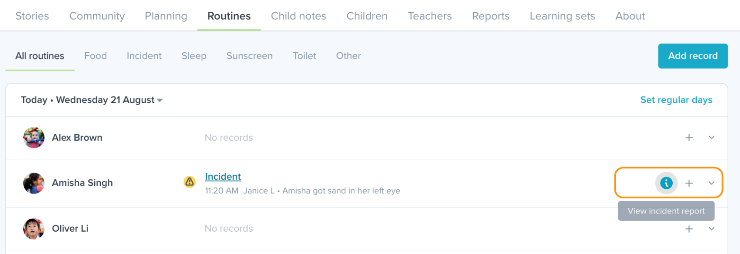 Stories Community Planning Routines Child notes Children Teachers Reports Learning sets About
All routines Food Incident Sleep Sunscreen Toilet Other Add record
Today • Wednesday 21 August Set regular days
Alex Brown No records
Amisha Singh Incident
11:20 AM Janice L • Amisha got sand in her left eye
View incident report
Oliver Li No records